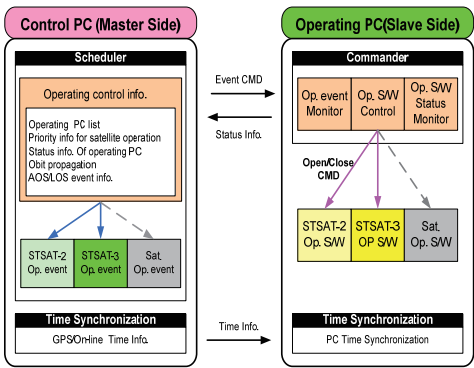 Control PC (Master Side)
Scheduler
Operating control info.
Operating PC list
Priority info for satellite operation
Status info. Of operating PC
Obit propagation
AOS/LOS event info.
STSAT-2 Op. event
STSAT-3 Op. event
Sat. Op. event
Time Synchronization
GPS/On-line Time Info.
Event CMD
Status Info.
Time Info.
Operating PC(Slave Side)
Commander
Op. event Monitor
Op. S/W Control
Op. S/W Status Monitor
Open/Close CMD
STSAT-2 Op. S/W
STSAT-3 OP S/W
Sat. Op. S/W
Time Synchronization
PC Time Synchronization